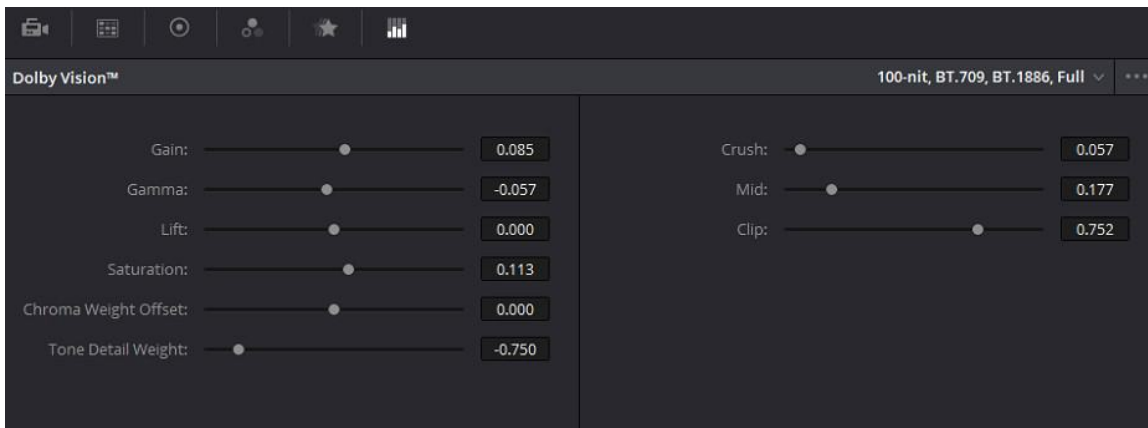 Dolby Vision™ 100-nit, BT.709, BT.1886, Full
Gain: 0.085
Gamma: -0.057
Lift: 0.000
Saturation: 0.113
Chroma Weight Offset: 0.000
Tone Detail Weight: -0.750
Crush: 0.057
Mid: 0.177
Clip: 0.752